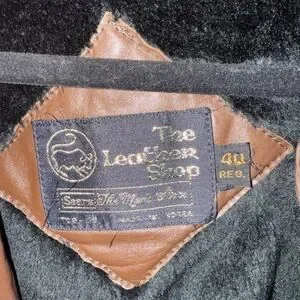 The
Leather
Shop
40
REG.
Sears The Men's Store
MADE IN KOREA